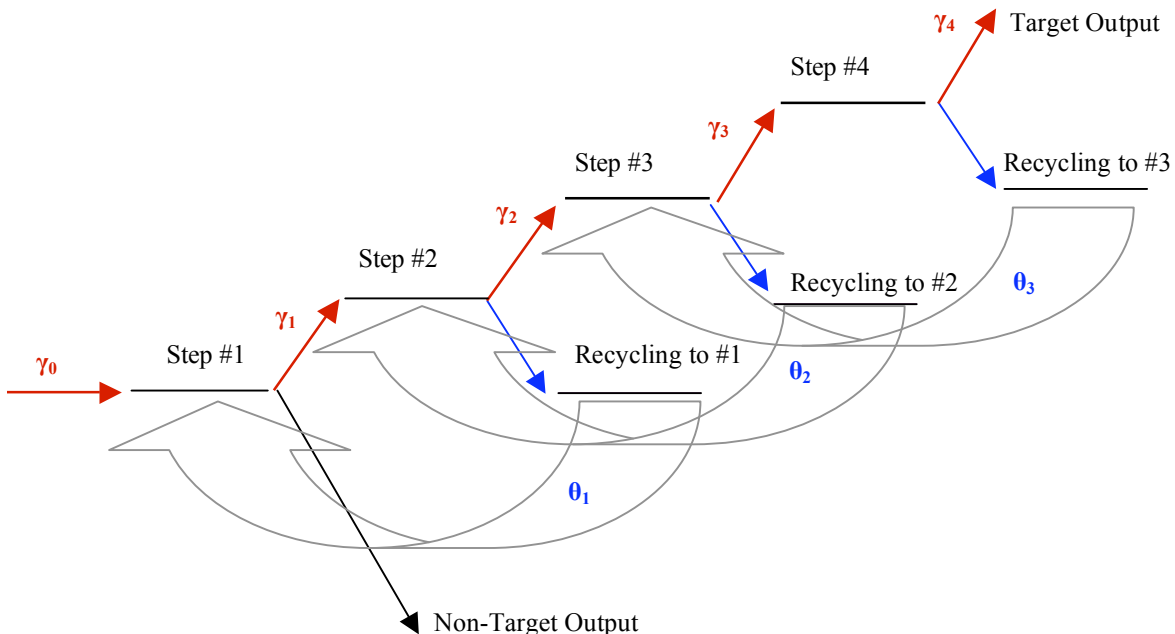 γ4
Target Output
Step #4
γ3
Step #3
Recycling to #3
γ2
Step #2
Recycling to #2
θ3
γ1
Step #1
Recycling to #1
θ2
γ0
θ1
Non-Target Output